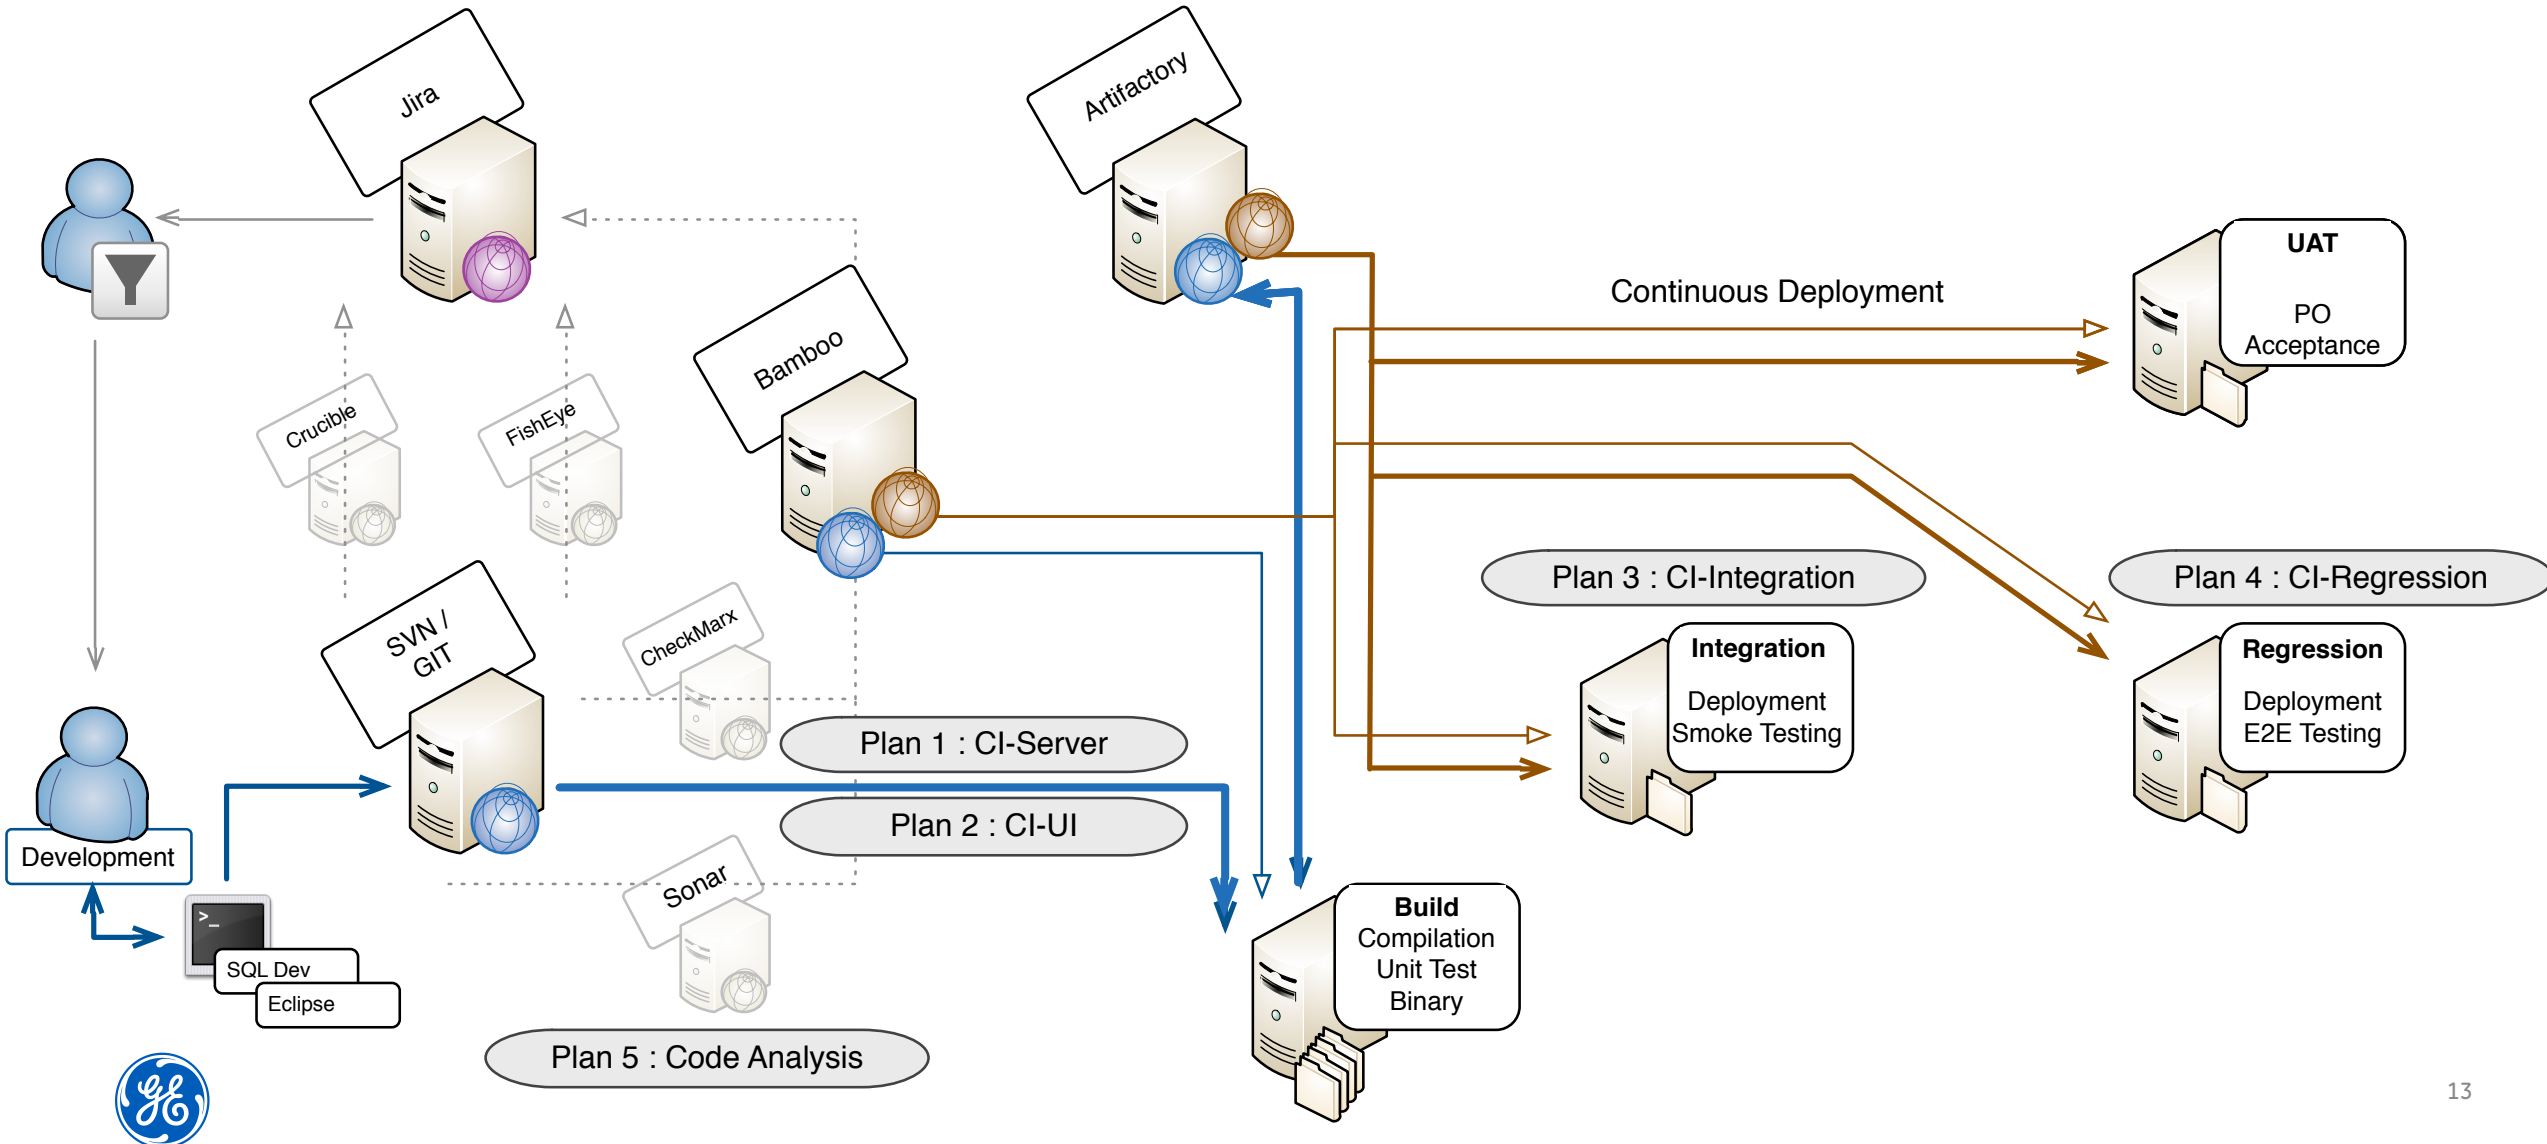 Jira
Artifactory
UAT
PO
Acceptance
Continuous Deployment
Bamboo
Crucible
FishEye
Plan 3 : CI-Integration
Plan 4 : CI-Regression
SVN /
GIT
CheckMarx
Integration
Deployment
Smoke Testing
Regression
Deployment
E2E Testing
Plan 1 : CI-Server
Plan 2 : CI-UI
Development
Sonar
>_
SQL Dev
Eclipse
Build
Compilation
Unit Test
Binary
Plan 5 : Code Analysis
GE
13